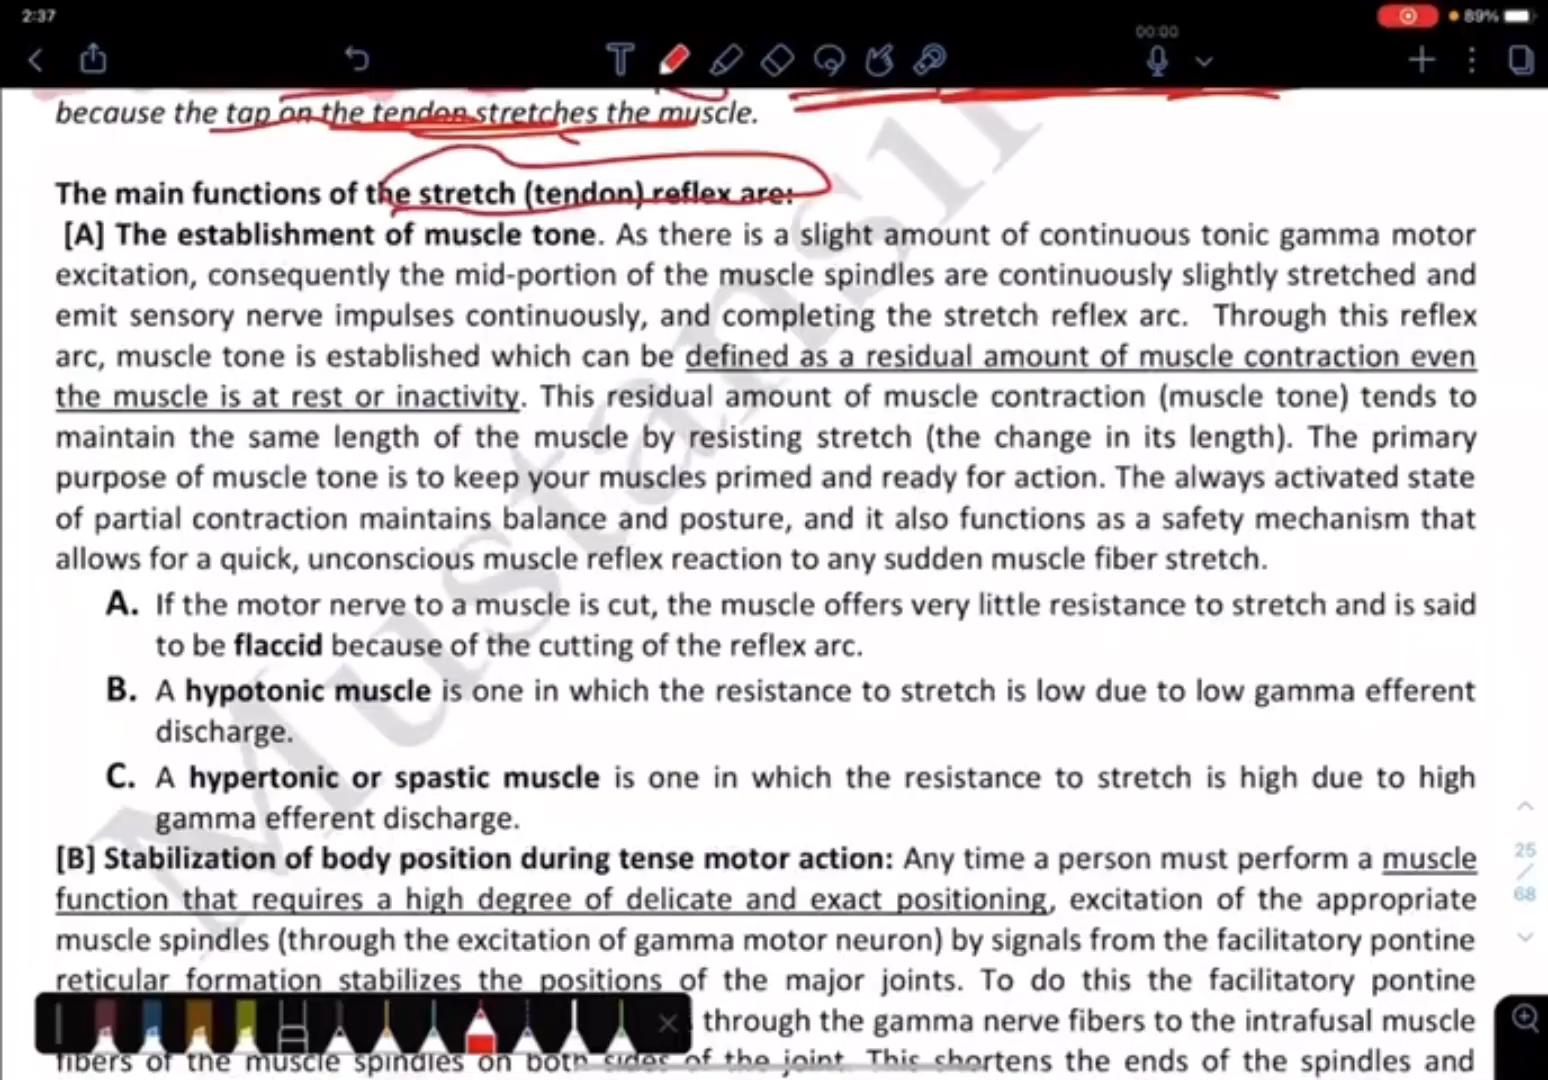 2:37
89%
00:00
because the tap on the tendon stretches the muscle.
The main functions of the stretch (tendon) reflex are:
[A] The establishment of muscle tone. As there is a slight amount of continuous tonic gamma motor
excitation, consequently the mid-portion of the muscle spindles are continuously slightly stretched and
emit sensory nerve impulses continuously, and completing the stretch reflex arc. Through this reflex
arc, muscle tone is established which can be defined as a residual amount of muscle contraction even
the muscle is at rest or inactivity. This residual amount of muscle contraction (muscle tone) tends to
maintain the same length of the muscle by resisting stretch (the change in its length). The primary
purpose of muscle tone is to keep your muscles primed and ready for action. The always activated state
of partial contraction maintains balance and posture, and it also functions as a safety mechanism that
allows for a quick, unconscious muscle reflex reaction to any sudden muscle fiber stretch.
A. If the motor nerve to a muscle is cut, the muscle offers very little resistance to stretch and is said
to be flaccid because of the cutting of the reflex arc.
B. A hypotonic muscle is one in which the resistance to stretch is low due to low gamma efferent
discharge.
C. A hypertonic or spastic muscle is one in which the resistance to stretch is high due to high
gamma efferent discharge.
[B] Stabilization of body position during tense motor action: Any time a person must perform a muscle
function that requires a high degree of delicate and exact positioning, excitation of the appropriate
muscle spindles (through the excitation of gamma motor neuron) by signals from the facilitatory pontine
reticular formation stabilizes the positions of the major joints. To do this the facilitatory pontine
through the gamma nerve fibers to the intrafusal muscle
fibers of the muscle spindles on both sides of the joint. This shortens the ends of the spindles and
25
/
68